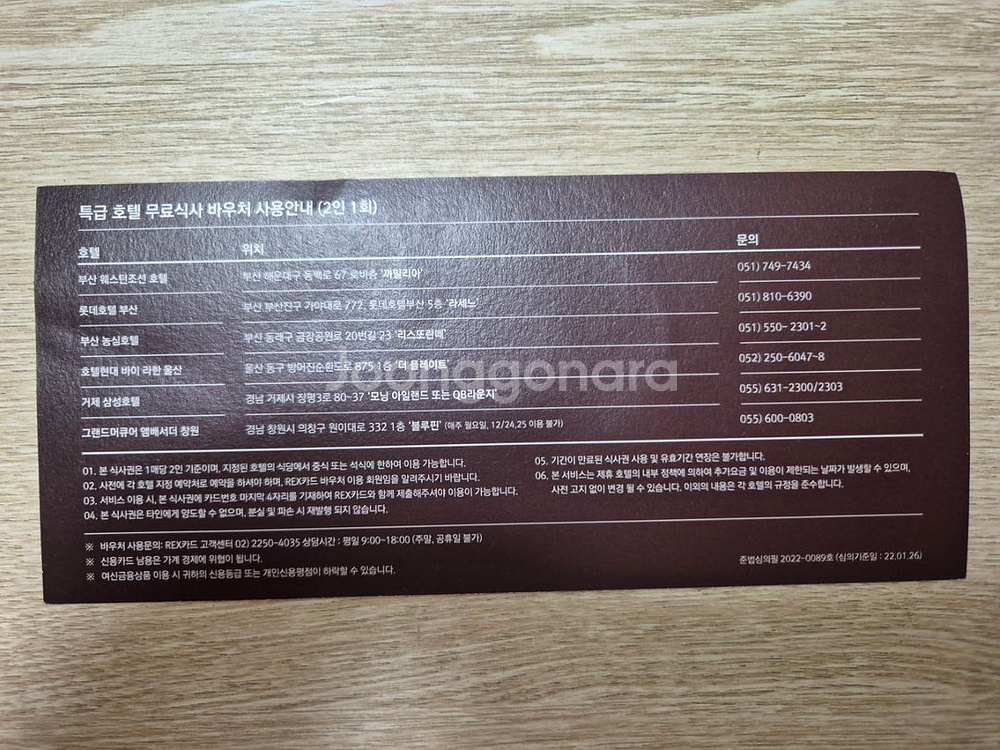 특급 호텔 무료식사 바우처 사용안내 (2인 1회)
호텔 위치 문의
부산 웨스틴조선 호텔 부산 해운대구 동백로 67 로비층 '까밀리아' 051) 749-7434
롯데호텔 부산 부산 부산진구 가야대로 772, 롯데호텔부산 5층 '라세느' 051) 810-6390
부산 농심호텔 부산 동래구 금강공원로 20번길 23 '리스또란떼' 051) 550- 2301~2
호텔현대 바이 라한 울산 울산 동구 방어진순환도로 875 1층 '더 플레이트' 052) 250-6047~8
거제 삼성호텔 경남 거제시 장평3로 80-37 '모닝 아일랜드 또는 QB라운지' 055) 631-2300/2303
그랜드머큐어 앰배서더 창원 경남 창원시 의창구 원이대로 332 1층 '블루핀' (매주 월요일, 12/24,25 이용 불가) 055) 600-0803
Joonggonara
01. 본 식사권은 1매당 2인 기준이며, 지정된 호텔의 식당에서 중식 또는 석식에 한하여 이용 가능합니다.
02. 사전에 각 호텔 지정 예약처로 예약을 하셔야 하며, REX카드 바우처 이용 회원임을 알려주시기 바랍니다.
03. 서비스 이용 시, 본 식사권에 카드번호 마지막 4자리를 기재하여 REX카드와 함께 제출해주셔야 이용이 가능합니다.
04. 본 식사권은 타인에게 양도할 수 없으며, 분실 및 파손 시 재발행 되지 않습니다.
05. 기간이 만료된 식사권 사용 및 유효기간 연장은 불가합니다.
06. 본 서비스는 제휴 호텔의 내부 정책에 의하여 추가요금 및 이용이 제한되는 날짜가 발생할 수 있으며,
사전 고지 없이 변경 될 수 있습니다. 이외의 내용은 각 호텔의 규정을 준수합니다.
※ 바우처 사용문의: REX카드 고객센터 02) 2250-4035 상담시간 : 평일 9:00~18:00 (주말, 공휴일 불가)
※ 신용카드 남용은 가계 경제에 위협이 됩니다.
※ 여신금융상품 이용 시 귀하의 신용등급 또는 개인신용평점이 하락할 수 있습니다.
준법심의필 2022-0089호 (심의기준일 : 22.01.26)